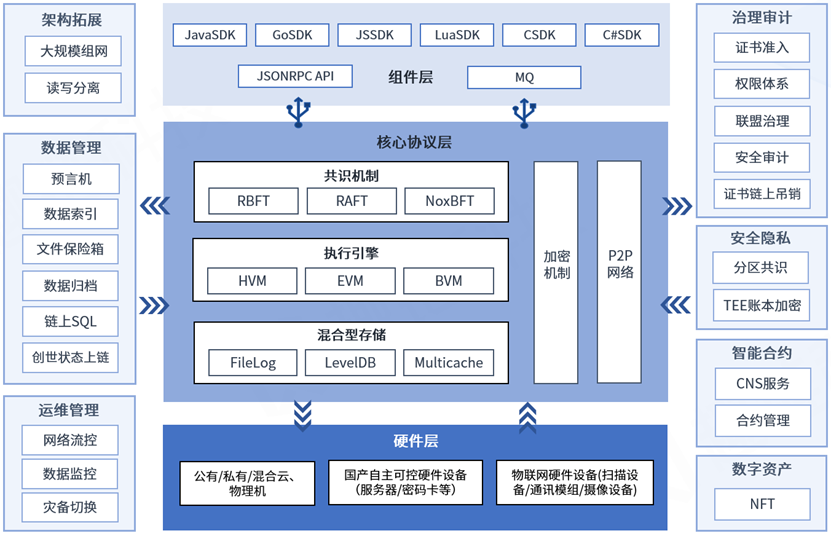 架构拓展
大规模组网
读写分离
数据管理
预言机
数据索引
文件保险箱
数据归档
链上SQL
创世状态上链
运维管理
网络流控
数据监控
灾备切换
JavaSDK
GoSDK
JSSDK
LuaSDK
CSDK
C#SDK
JSONRPC API
组件层
MQ
核心协议层
共识机制
RBFT
RAFT
NoxBFT
执行引擎
HVM
EVM
BVM
混合型存储
FileLog
LevelDB
Multicache
加密
机制
P2P
网络
硬件层
公有/私有/混合云、
物理机
国产自主可控硬件设备
（服务器/密码卡等）
物联网硬件设备(扫描设
备/通讯模组/摄像设备)
治理审计
证书准入
权限体系
联盟治理
安全审计
证书链上吊销
安全隐私
分区共识
TEE账本加密
智能合约
CNS服务
合约管理
数字资产
NFT